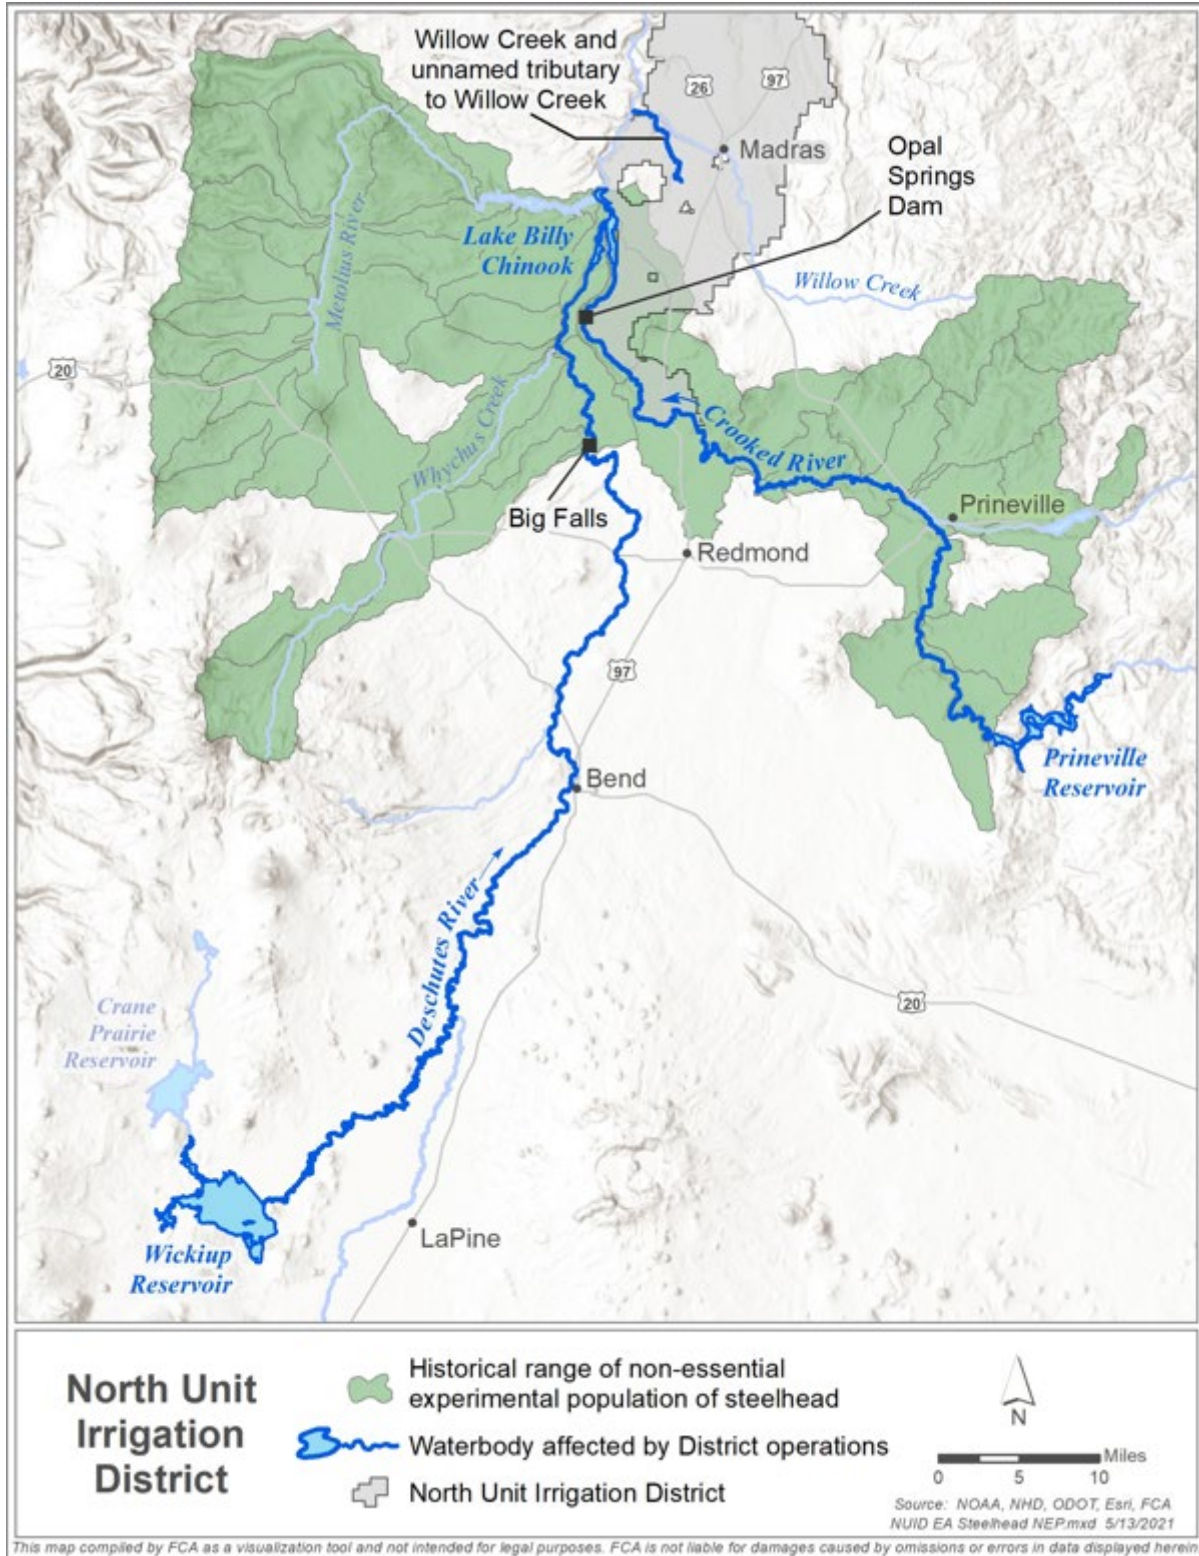 Willow Creek and
unnamed tributary
to Willow Creek
26
97
Madras
Opal
Springs
Dam
Lake Billy
Chinook
Metolius River
Willow Creek
20
Whychus Creek
Crooked River
Prineville
Big Falls
Redmond
97
Prineville
Reservoir
Bend
Deschutes River
Crane
Prairie
Reservoir
20
LaPine
Wickiup
Reservoir
North Unit
Irrigation
District
Historical range of non-essential
experimental population of steelhead
Waterbody affected by District operations
North Unit Irrigation District
N
Miles
0 5 10
Source: NOAA, NHD, ODOT, Esri, FCA
NUID EA Steelhead NEP.mxd 5/13/2021
This map compiled by FCA as a visualization tool and not intended for legal purposes. FCA is not liable for damages caused by omissions or errors in data displayed herein